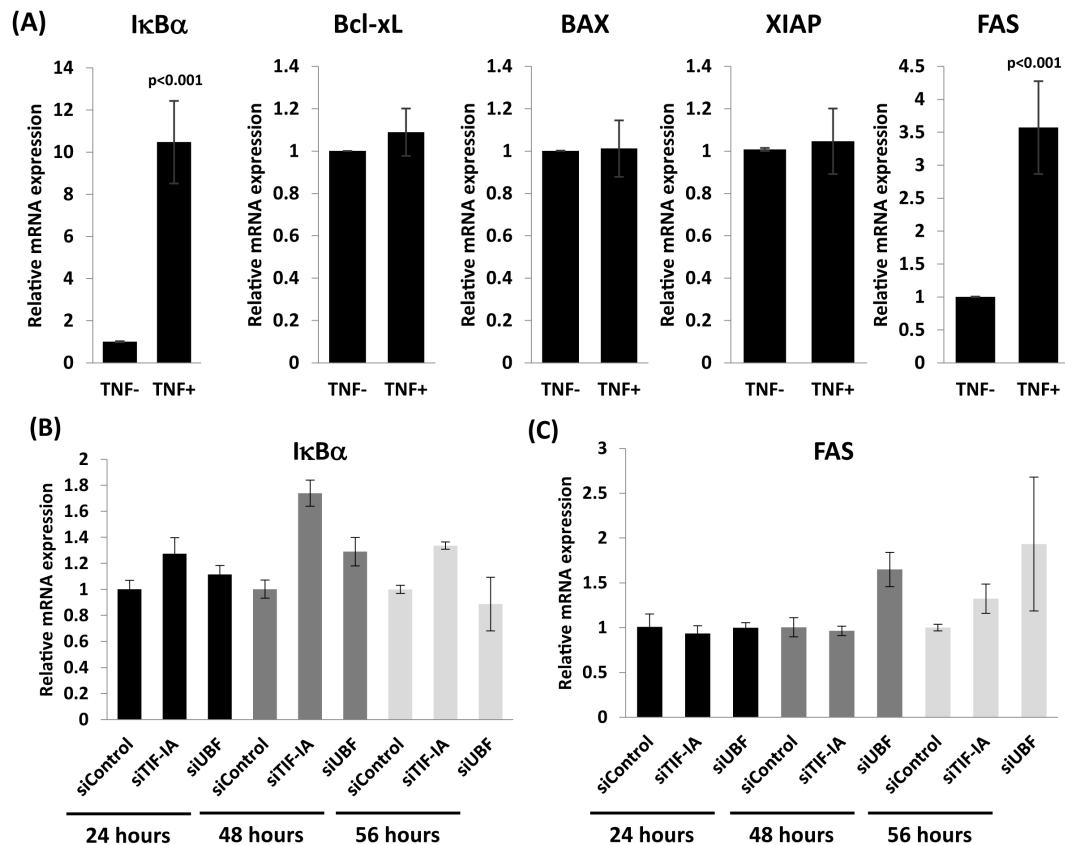 (A)
IκBα
Bcl-xL
BAX
XIAP
FAS
Relative mRNA expression
14
12
10
8
6
4
2
0
p<0.001
TNF- TNF+
Relative mRNA expression
1.4
1.2
1
0.8
0.6
0.4
0.2
0
TNF- TNF+
Relative mRNA expression
1.4
1.2
1
0.8
0.6
0.4
0.2
0
TNF- TNF+
Relative mRNA expression
1.4
1.2
1
0.8
0.6
0.4
0.2
0
TNF- TNF+
Relative mRNA expression
4.5
4
3.5
3
2.5
2
1.5
1
0.5
0
p<0.001
TNF- TNF+
(B)
IκBα
Relative mRNA expression
2
1.8
1.6
1.4
1.2
1
0.8
0.6
0.4
0.2
0
siControl
siTIF-IA
siUBF
siControl
siTIF-IA
siUBF
siControl
siTIF-IA
siUBF
24 hours
48 hours
56 hours
(C)
FAS
Relative mRNA expression
3
2.5
2
1.5
1
0.5
0
siControl
siTIF-IA
siUBF
siControl
siTIF-IA
siUBF
siControl
siTIF-IA
siUBF
24 hours
48 hours
56 hours